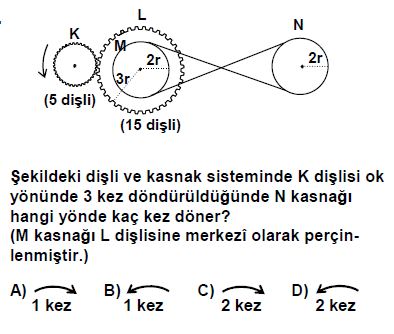 L
K
N
M
2r
2r
3r
(5 dişli)
(15 dişli)
Şekildeki dişli ve kasnak sisteminde K dişlisi ok
yönünde 3 kez döndürüldüğünde N kasnağı
hangi yönde kaç kez döner?
(M kasnağı L dişlisine merkezî olarak perçin-
lenmiştir.)
A) B) C) D)
1 kez 1 kez 2 kez 2 kez